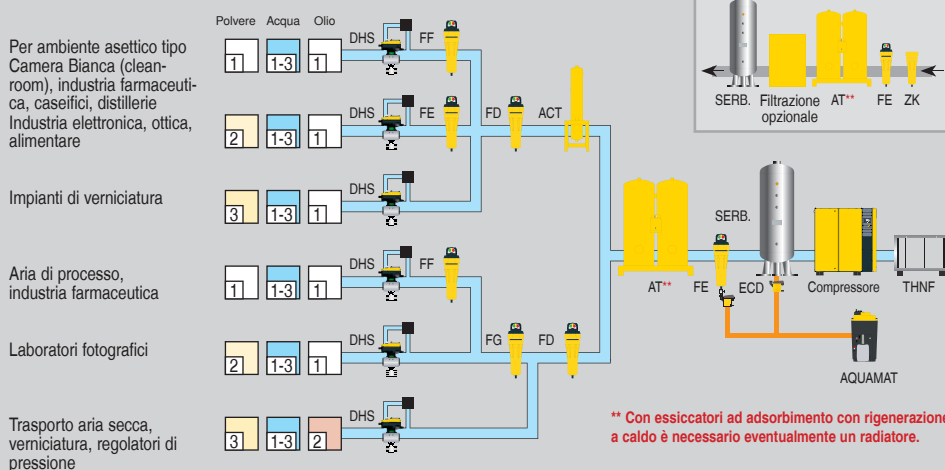 Polvere Acqua Olio
Per ambiente asettico tipo
Camera Bianca (clean-
room), industria farmaceuti-
ca, caseifici, distillerie
Industria elettronica, ottica,
alimentare
1 1-3 1 DHS FF
2 1-3 1 DHS FE FD ACT
Impianti di verniciatura
3 1-3 1 DHS
Aria di processo,
industria farmaceutica
1 1-3 1 DHS FF
Laboratori fotografici
2 1-3 1 DHS FG FD
Trasporto aria secca,
verniciatura, regolatori di
pressione
3 1-3 2 DHS
SERB. Filtrazione
opzionale
AT** FE ZK
SERB.
AT** FE ECD Compressore THNF
AQUAMAT
** Con essiccatori ad adsorbimento con rigenerazione
a caldo è necessario eventualmente un radiatore.